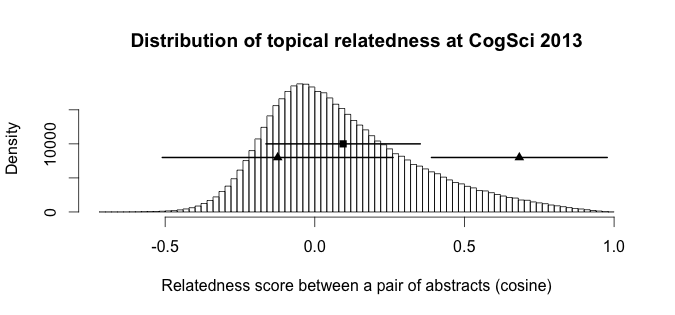 Distribution of topical relatedness at CogSci 2013
Density
10000
0
-0.5 0.0 0.5 1.0
Relatedness score between a pair of abstracts (cosine)